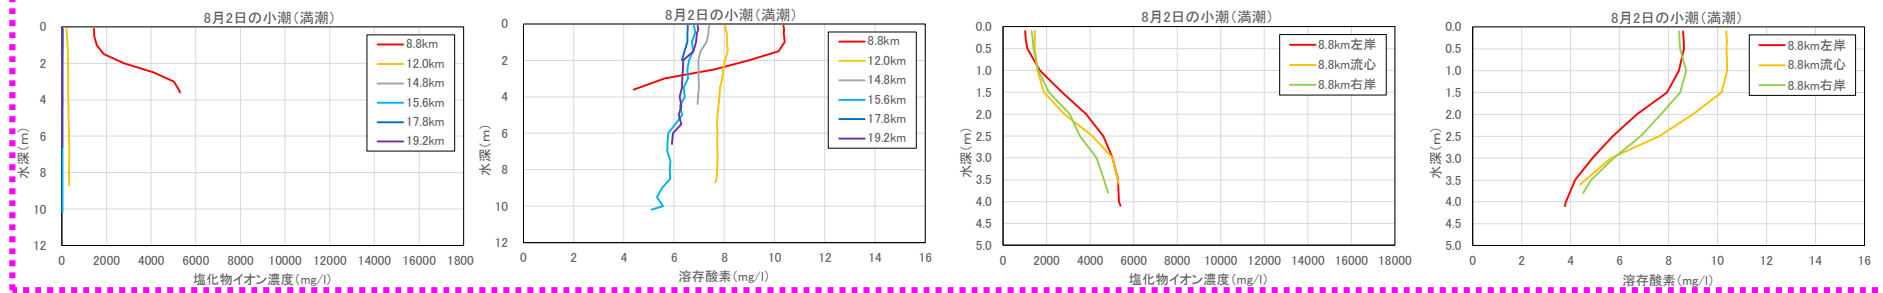 8月2日の小潮(満潮)
0
2
4
6
8
10
12
水深(m)
0 2000 4000 6000 8000 10000 12000 14000 16000 1800
塩化物イオン濃度(mg/l)
8.8km
12.0km
14.8km
15.6km
17.8km
19.2km
8月2日の小潮(満潮)
0
2
4
6
8
10
12
水深(m)
0 2 4 6 8 10 12 14 16
溶存酸素(mg/l)
8.8km
12.0km
14.8km
15.6km
17.8km
19.2km
8月2日の小潮(満潮)
0.0
0.5
1.0
1.5
2.0
2.5
3.0
3.5
4.0
4.5
5.0
水深(m)
0 2000 4000 6000 8000 10000 12000 14000 16000 18000
塩化物イオン濃度(mg/l)
8.8km左岸
8.8km流心
8.8km右岸
8月2日の小潮(満潮)
0.0
0.5
1.0
1.5
2.0
2.5
3.0
3.5
4.0
4.5
5.0
水深(m)
0 2 4 6 8 10 12 14 16
溶存酸素(mg/l)
8.8km左岸
8.8km流心
8.8km右岸